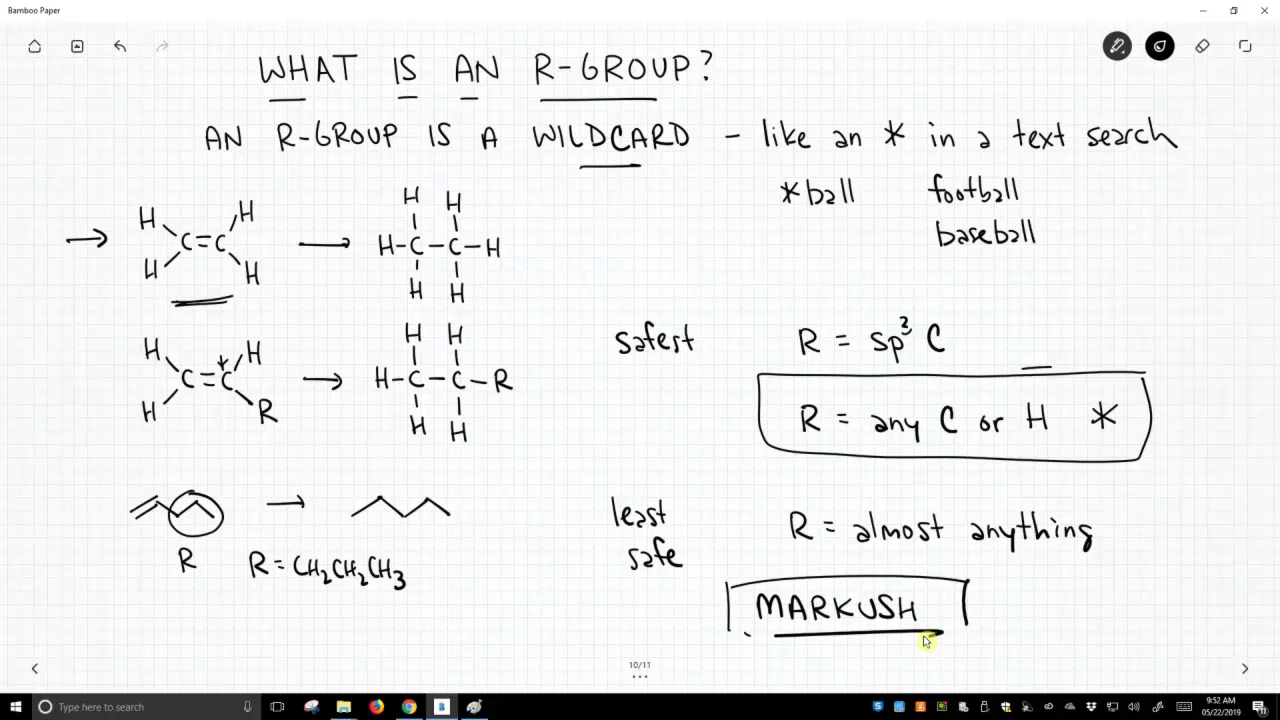 Bamboo Paper
WHAT IS AN R-GROUP?
AN R-GROUP IS A WILDCARD - like an * in a text search
*ball football
baseball
H H
C=C
H H
H H
H-C-C-H
H H
safest R = sp³ C
H H
C=C
H R
H H
H-C-C-R
H H
R = any C or H *
least
safe
R = almost anything
R R = CH₂CH₂CH₃
MARKUSH
10/11
Type here to search
9:52 AM
05/22/2019